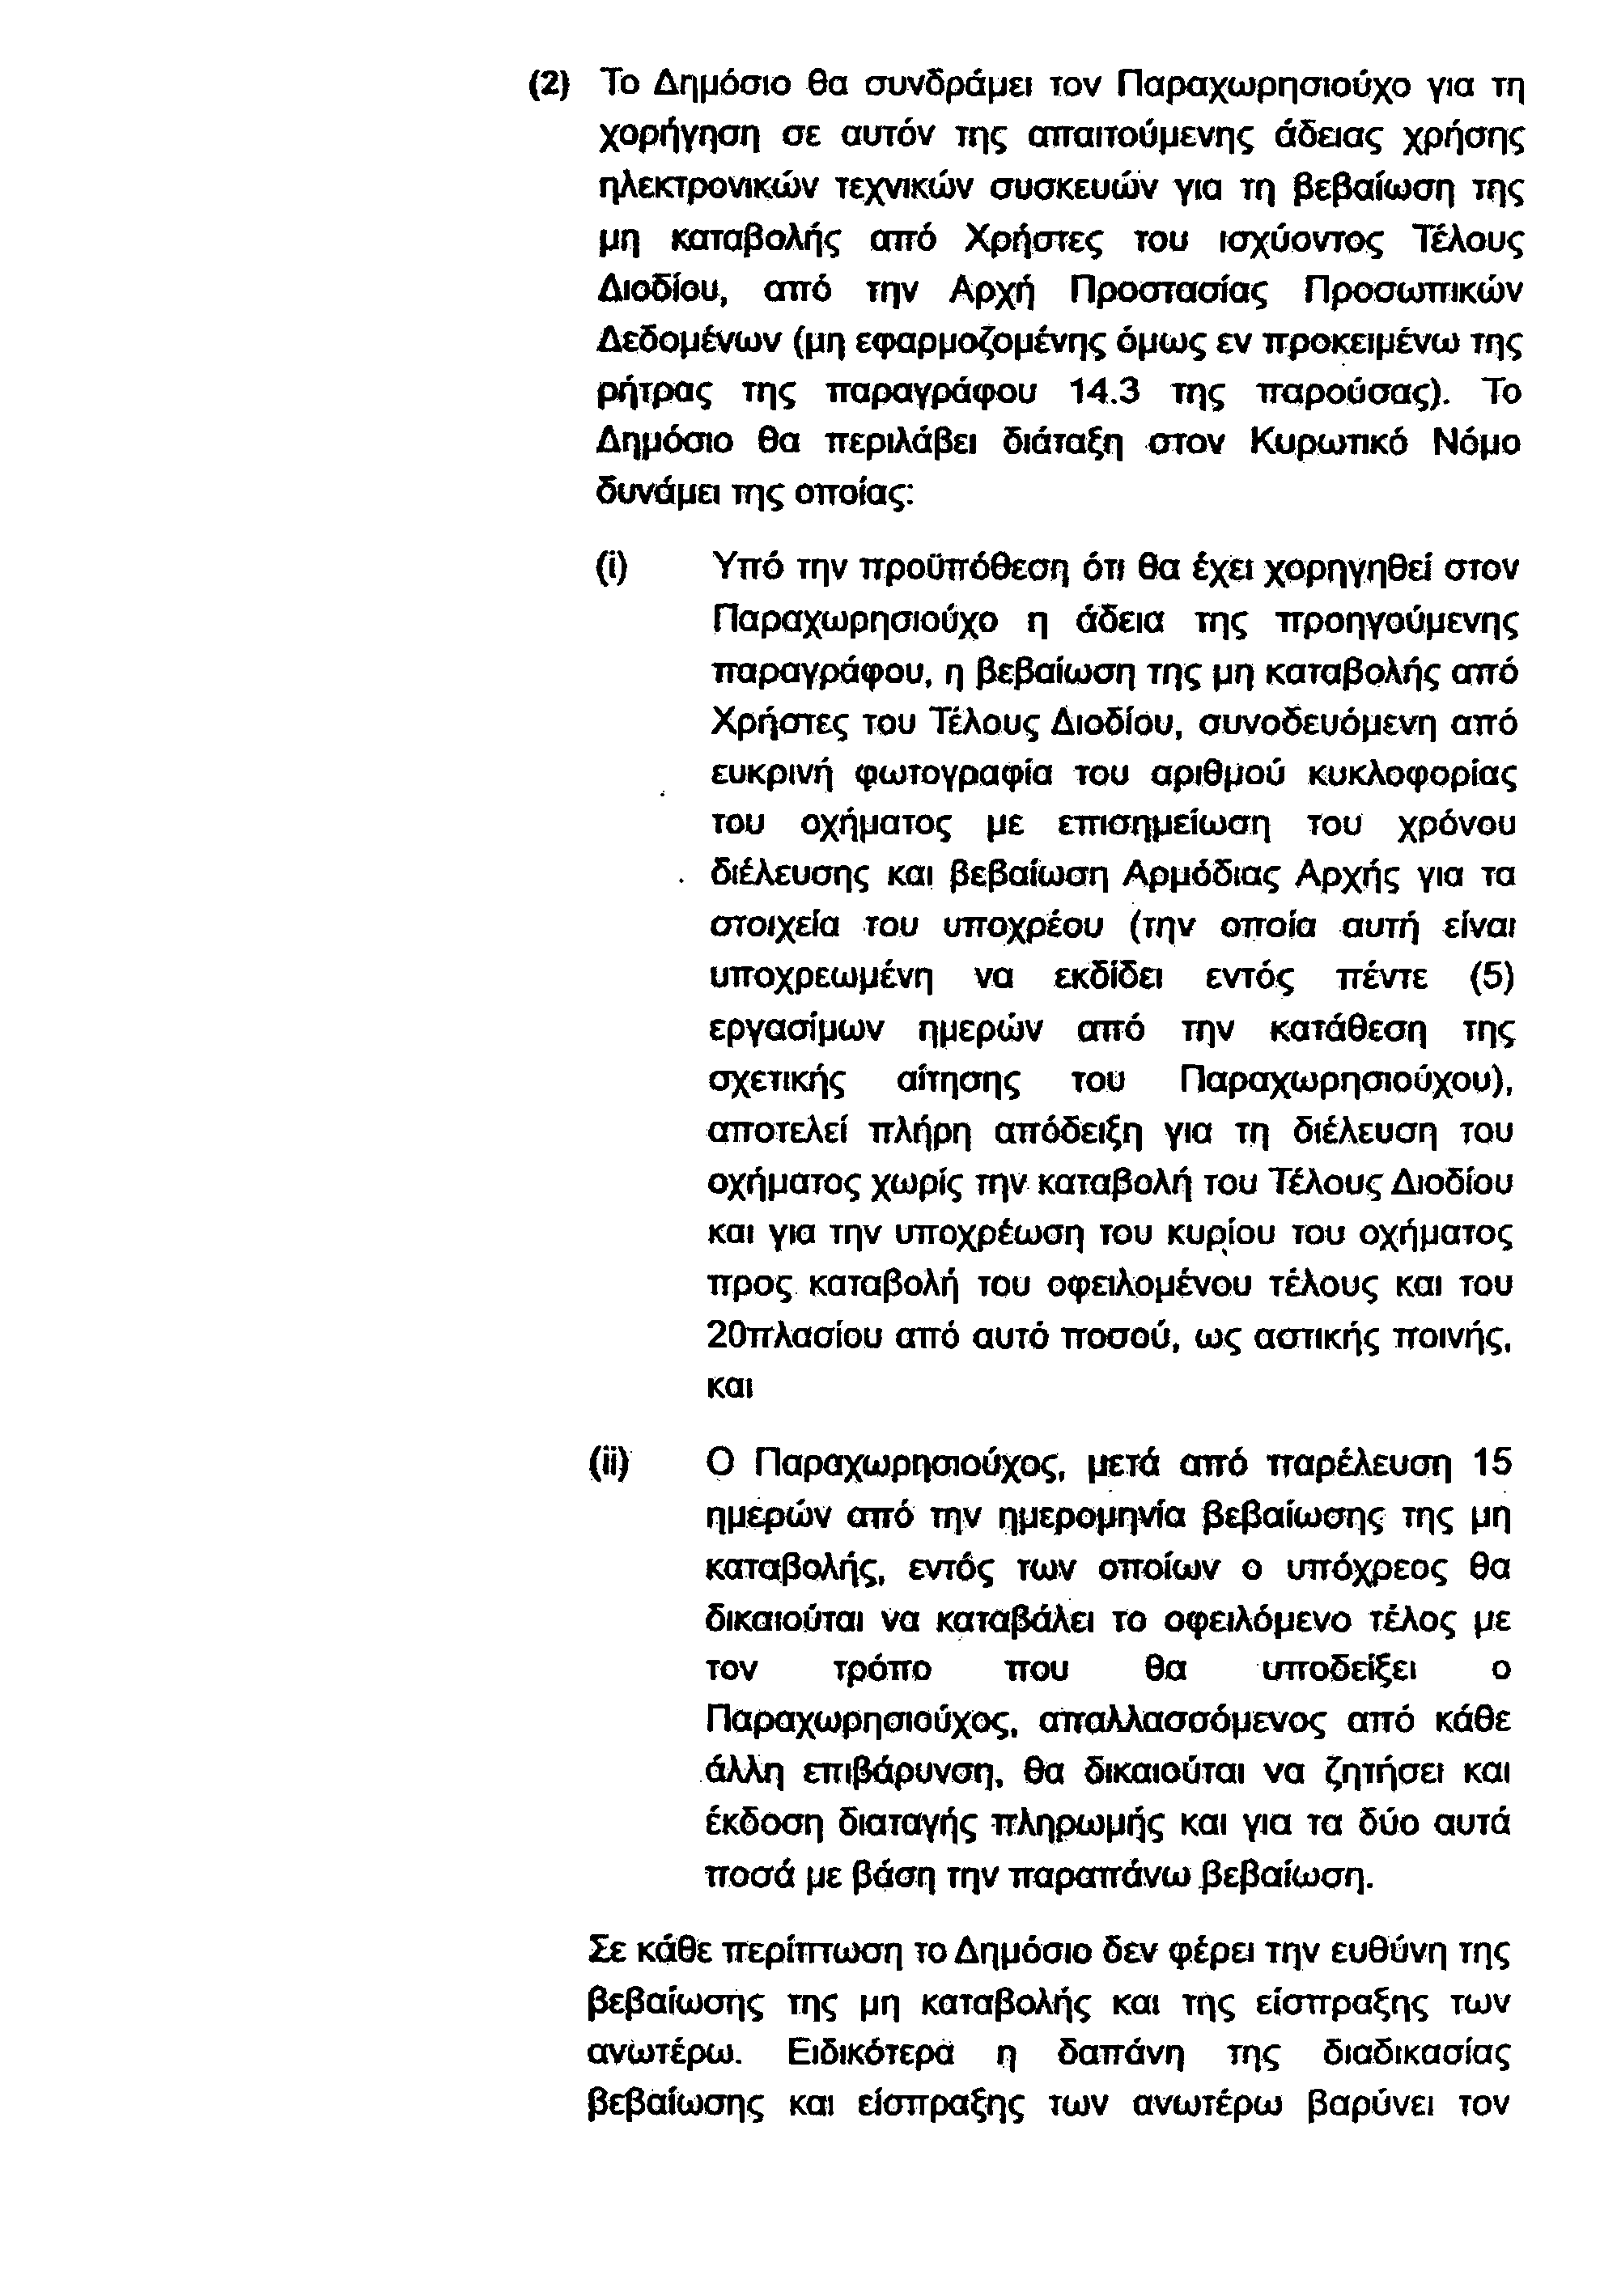 (2) Το Δημόσιο θα συνδράμει τον Παραχωρησιούχο για τη
χορήγηση σε αυτόν της απαιτούμενης άδειας χρήσης
ηλεκτρονικών τεχνικών συσκευών για τη βεβαίωση της
μη καταβολής από Χρήστες του ισχύοντος Τέλους
Διοδίου, από την Αρχή Προστασίας Προσωπικών
Δεδομένων (μη εφαρμοζομένης όμως εν προκειμένω της
ρήτρας της παραγράφου 14.3 της παρούσας). Το
Δημόσιο θα περιλάβει διάταξη στον Κυρωτικό Νόμο
δυνάμει της οποίας:
(i) Υπό την προϋπόθεση ότι θα έχει χορηγηθεί στον
Παραχωρησιούχο η άδεια της προηγούμενης
παραγράφου, η βεβαίωση της μη καταβολής από
Χρήστες του Τέλους Διοδίου, συνοδευόμενη από
ευκρινή φωτογραφία του αριθμού κυκλοφορίας
του οχήματος με επισημείωση του χρόνου
διέλευσης και βεβαίωση Αρμόδιας Αρχής για τα
στοιχεία του υποχρέου (την οποία αυτή είναι
υποχρεωμένη να εκδίδει εντός πέντε (5)
εργασίμων ημερών από την κατάθεση της
σχετικής αίτησης του Παραχωρησιούχου),
αποτελεί πλήρη απόδειξη για τη διέλευση του
οχήματος χωρίς την καταβολή του Τέλους Διοδίου
και για την υποχρέωση του κυρίου του οχήματος
προς καταβολή του οφειλομένου τέλους και του
20πλασίου από αυτό ποσού, ως αστικής ποινής,
και
(ii) Ο Παραχωρησιούχος, μετά από παρέλευση 15
ημερών από την ημερομηνία βεβαίωσης της μη
καταβολής, εντός των οποίων ο υπόχρεος θα
δικαιούται να καταβάλει το οφειλόμενο τέλος με
τον τρόπο που θα υποδείξει ο
Παραχωρησιούχος, απαλλασσόμενος από κάθε
άλλη επιβάρυνση, θα δικαιούται να ζητήσει και
έκδοση διαταγής πληρωμής και για τα δύο αυτά
ποσά με βάση την παραπάνω βεβαίωση.
Σε κάθε περίπτωση το Δημόσιο δεν φέρει την ευθύνη της
βεβαίωσης της μη καταβολής και της είσπραξης των
ανωτέρω. Ειδικότερα η δαπάνη της διαδικασίας
βεβαίωσης και είσπραξης των ανωτέρω βαρύνει τον